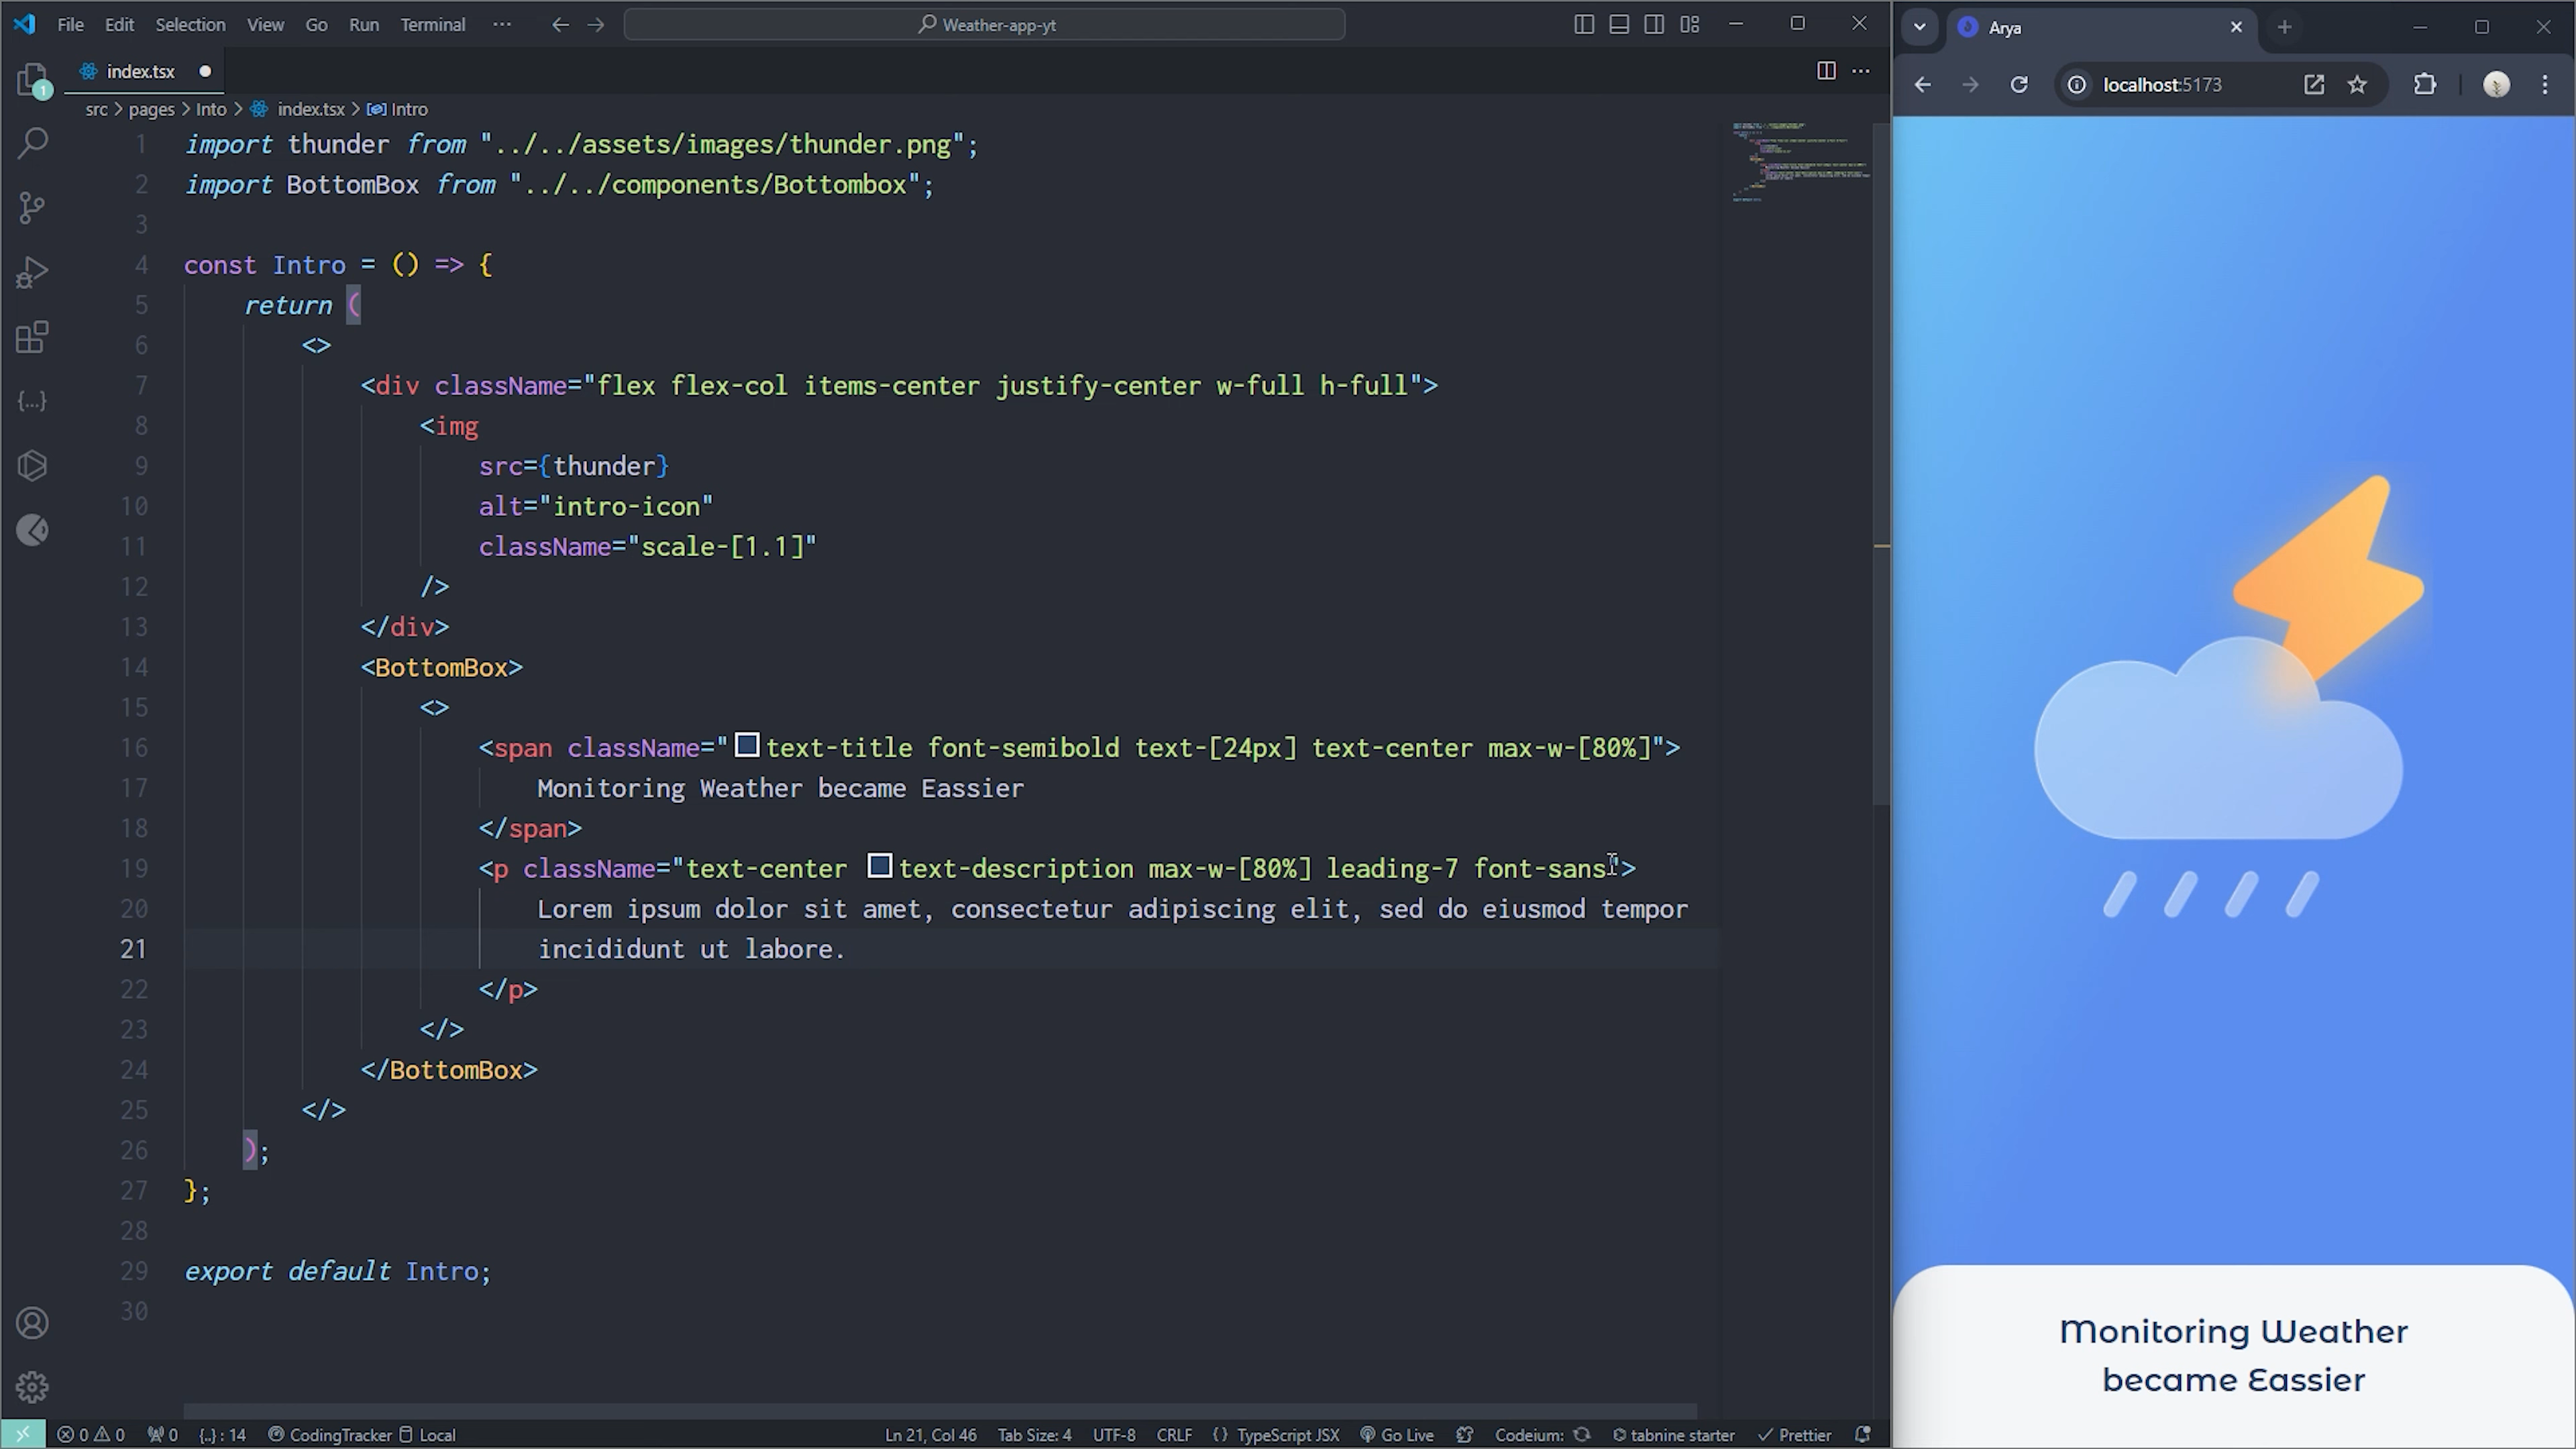 File Edit Selection View Go Run Terminal ··· Weather-app-yt
index.tsx
src > pages > Into > index.tsx > Intro
1 import thunder from "../../assets/images/thunder.png";
2 import BottomBox from "../../components/Bottombox";
3
4 const Intro = () => {
5 return (
6 <>
7 <div className="flex flex-col items-center justify-center w-full h-full">
8 <img
9 src={thunder}
10 alt="intro-icon"
11 className="scale-[1.1]"
12 />
13 </div>
14 <BottomBox>
15 <>
16 <span className="text-title font-semibold text-[24px] text-center max-w-[80%]">
17 Monitoring Weather became Eassier
18 </span>
19 <p className="text-center text-description max-w-[80%] leading-7 font-sans">
20 Lorem ipsum dolor sit amet, consectetur adipiscing elit, sed do eiusmod tempor
21 incididunt ut labore.
22 </p>
23 </>
24 </BottomBox>
25 </>
26 );
27 };
28
29 export default Intro;
30
1
0 0 0 {..} : 14 CodingTracker Local Ln 21, Col 46 Tab Size: 4 UTF-8 CRLF {} TypeScript JSX Go Live Codeium: tabnine starter Prettier
Arya
localhost:5173
Monitoring Weather
became Eassier